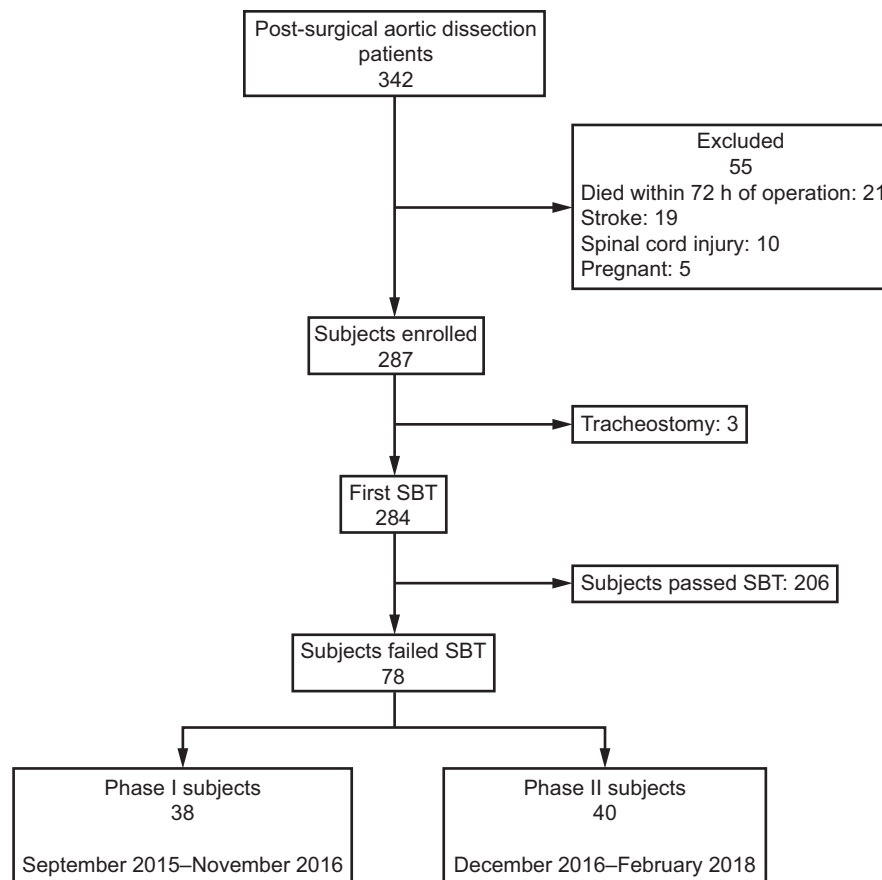 Post-surgical aortic dissection
patients
342
Excluded
55
Died within 72 h of operation: 21
Stroke: 19
Spinal cord injury: 10
Pregnant: 5
Subjects enrolled
287
Tracheostomy: 3
First SBT
284
Subjects passed SBT: 206
Subjects failed SBT
78
Phase I subjects
38
September 2015–November 2016
Phase II subjects
40
December 2016–February 2018